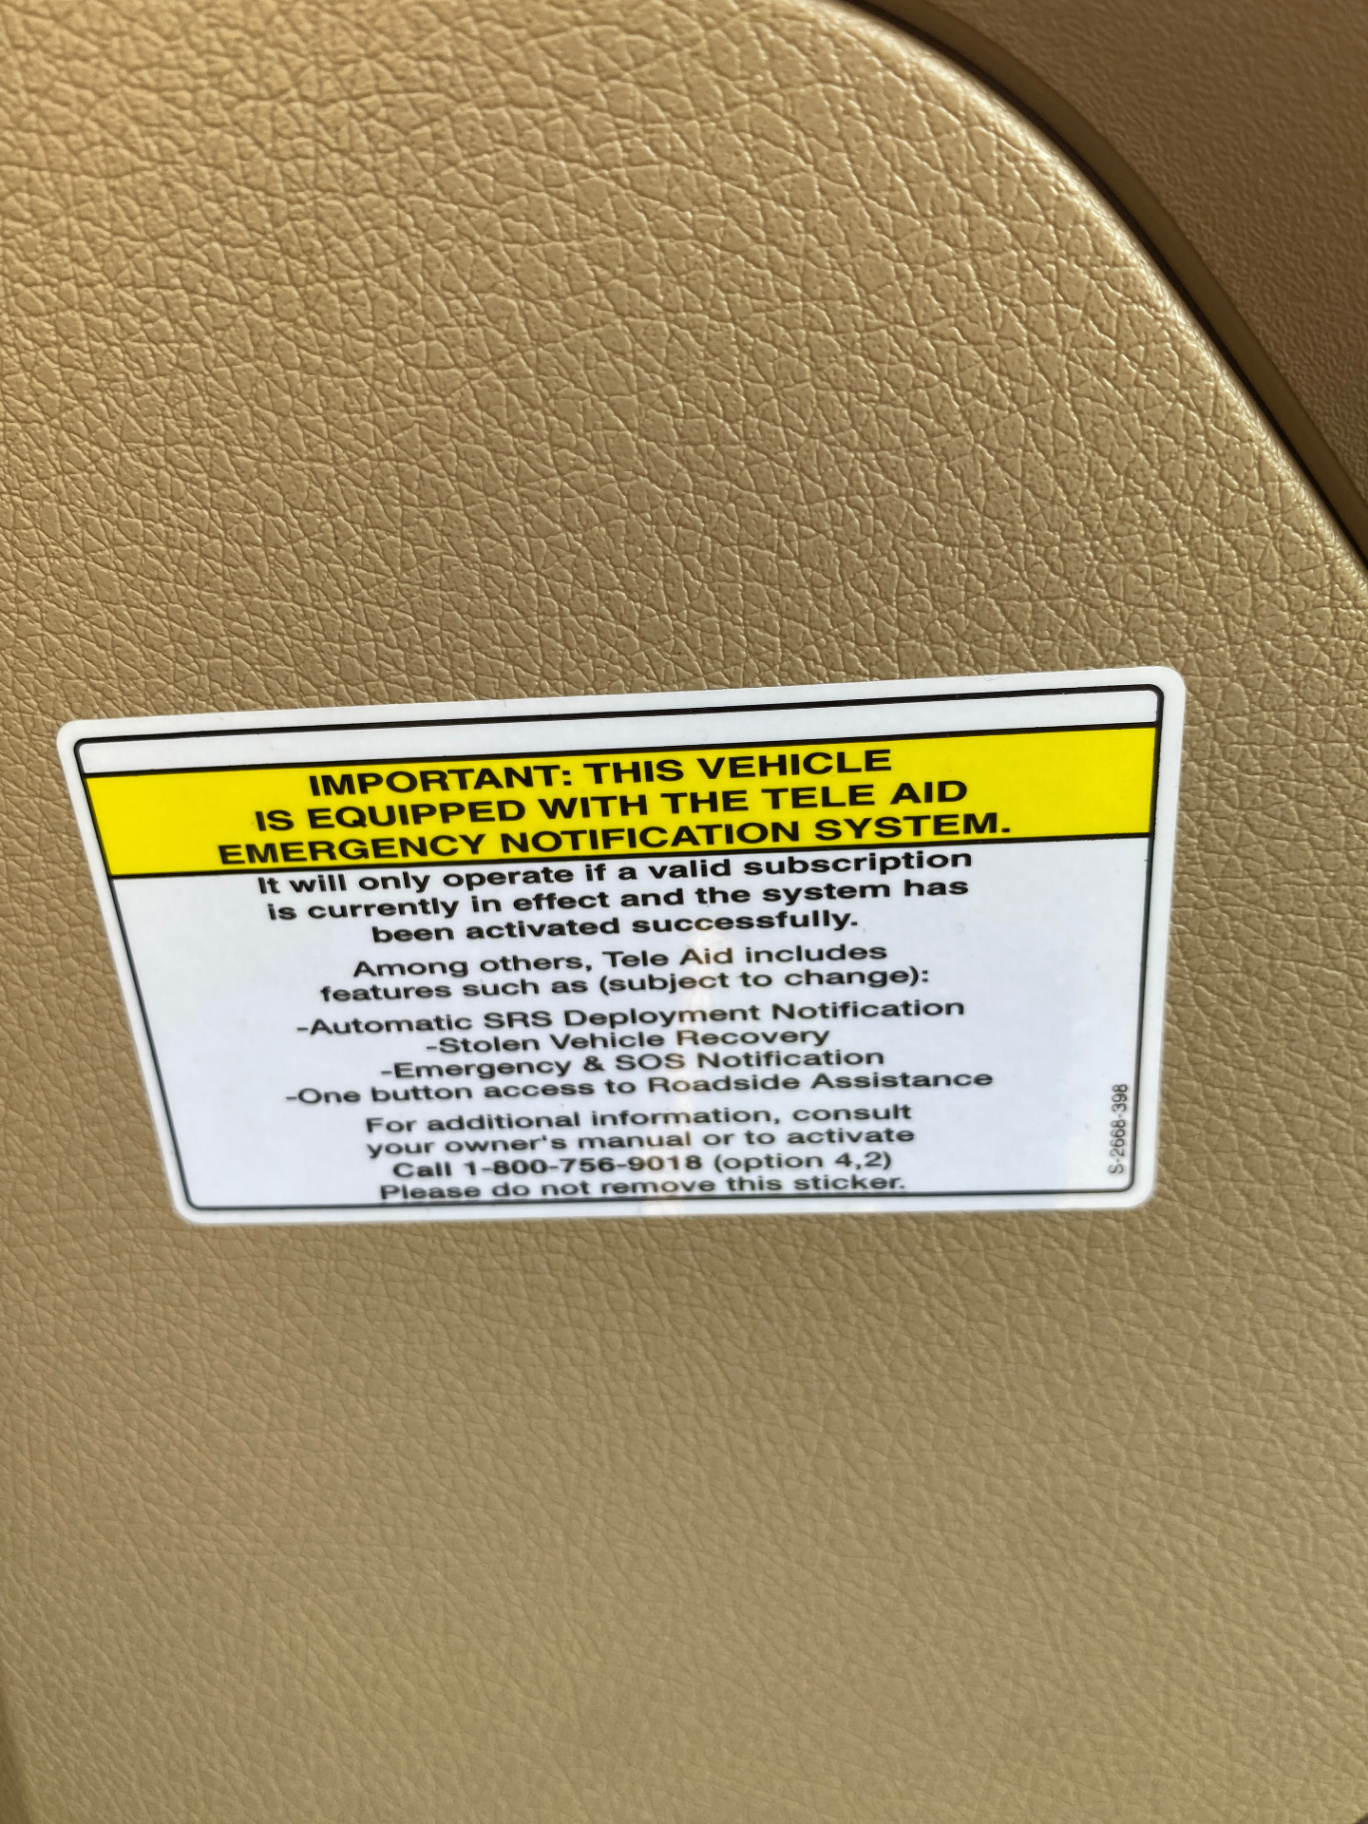 IMPORTANT: THIS VEHICLE
IS EQUIPPED WITH THE TELE AID
EMERGENCY NOTIFICATION SYSTEM.
It will only operate if a valid subscription
is currently in effect and the system has
been activated successfully.
Among others, Tele Aid includes
features such as (subject to change):
-Automatic SRS Deployment Notification
-Stolen Vehicle Recovery
-Emergency & SOS Notification
-One button access to Roadside Assistance
For additional information, consult
your owner's manual or to activate
Call 1-800-756-9018 (option 4,2)
Please do not remove this sticker.
S-2668-398